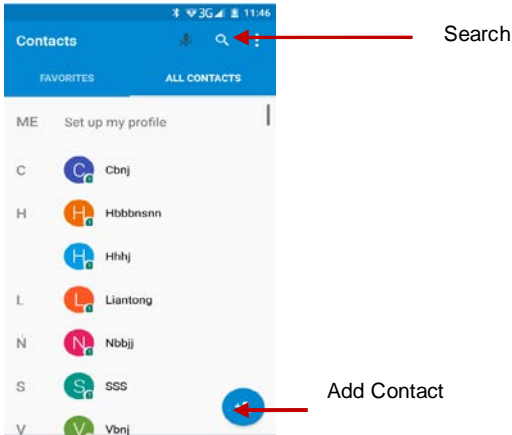 3G 11:46
Contacts
Search
FAVORITES ALL CONTACTS
ME Set up my profile
C C Cbnj
H H Hbbbnsnn
H Hhhj
L L Liantong
N N Nbbjj
S S SSS
Add Contact
V V Vbnj